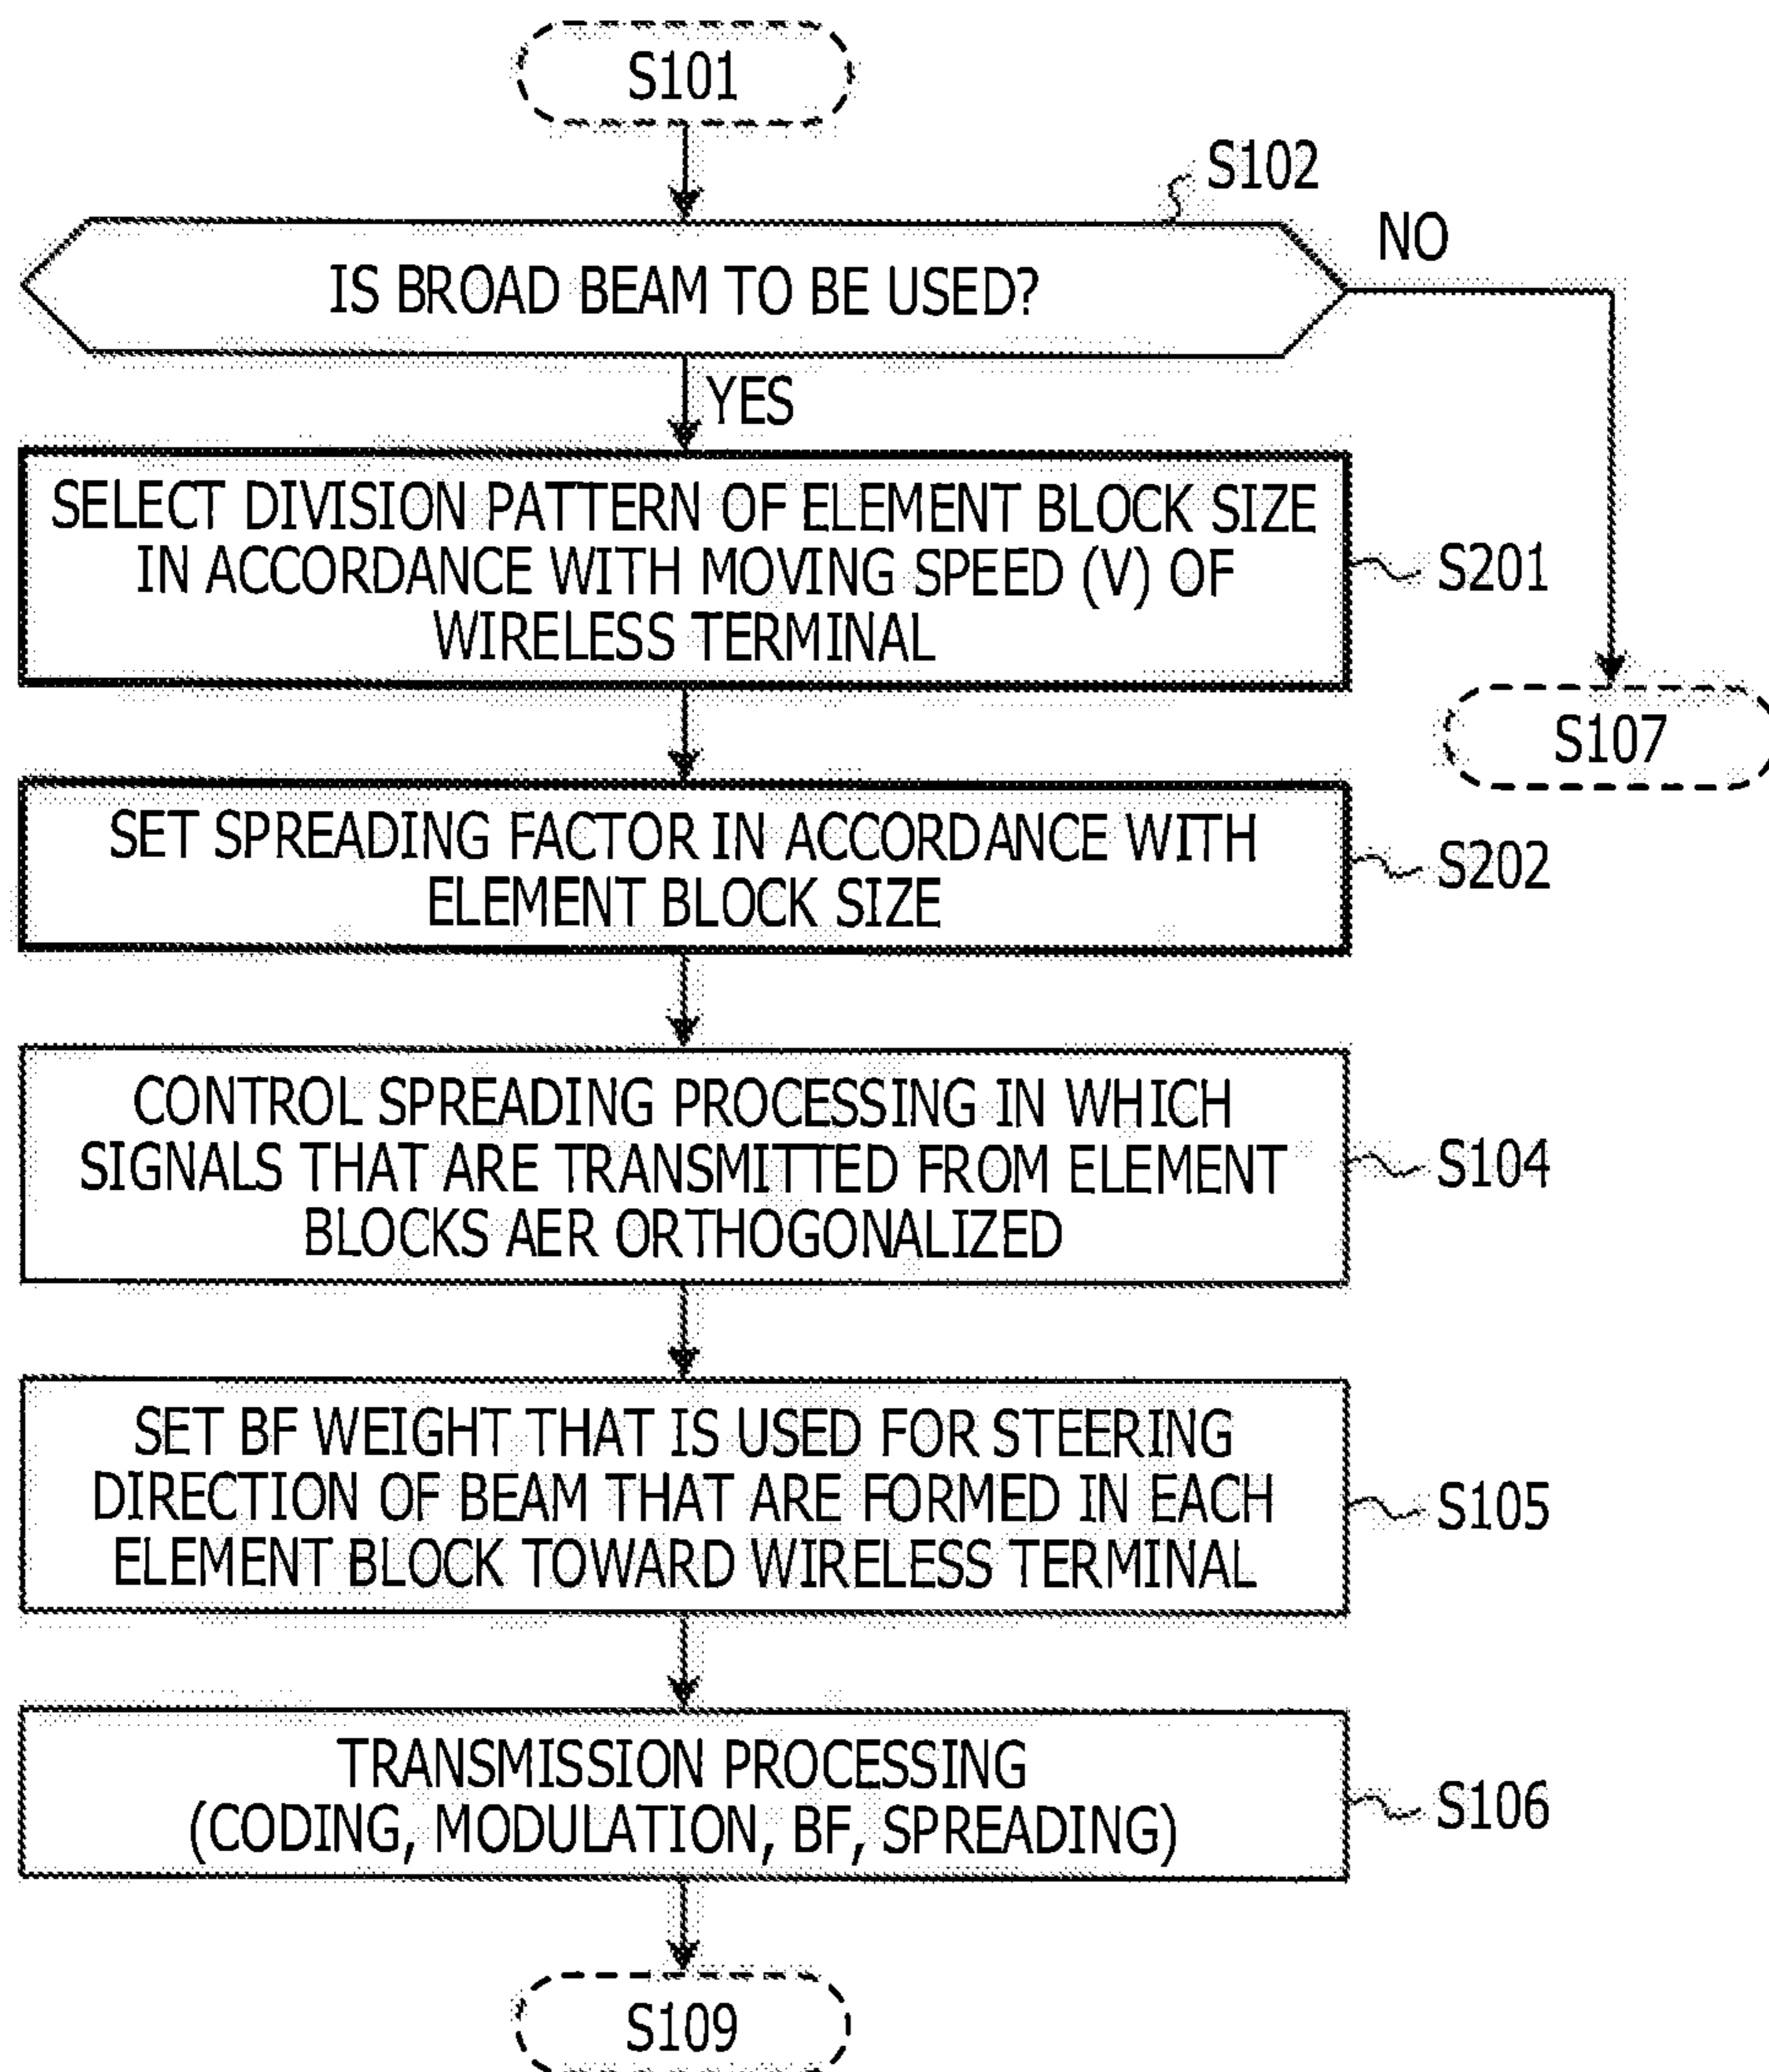 S101
S102
IS BROAD BEAM TO BE USED?
NO
YES
SELECT DIVISION PATTERN OF ELEMENT BLOCK SIZE
IN ACCORDANCE WITH MOVING SPEED (V) OF
WIRELESS TERMINAL
S201
S107
SET SPREADING FACTOR IN ACCORDANCE WITH
ELEMENT BLOCK SIZE
S202
CONTROL SPREADING PROCESSING IN WHICH
SIGNALS THAT ARE TRANSMITTED FROM ELEMENT
BLOCKS AER ORTHOGONALIZED
S104
SET BF WEIGHT THAT IS USED FOR STEERING
DIRECTION OF BEAM THAT ARE FORMED IN EACH
ELEMENT BLOCK TOWARD WIRELESS TERMINAL
S105
TRANSMISSION PROCESSING
(CODING, MODULATION, BF, SPREADING)
S106
S109